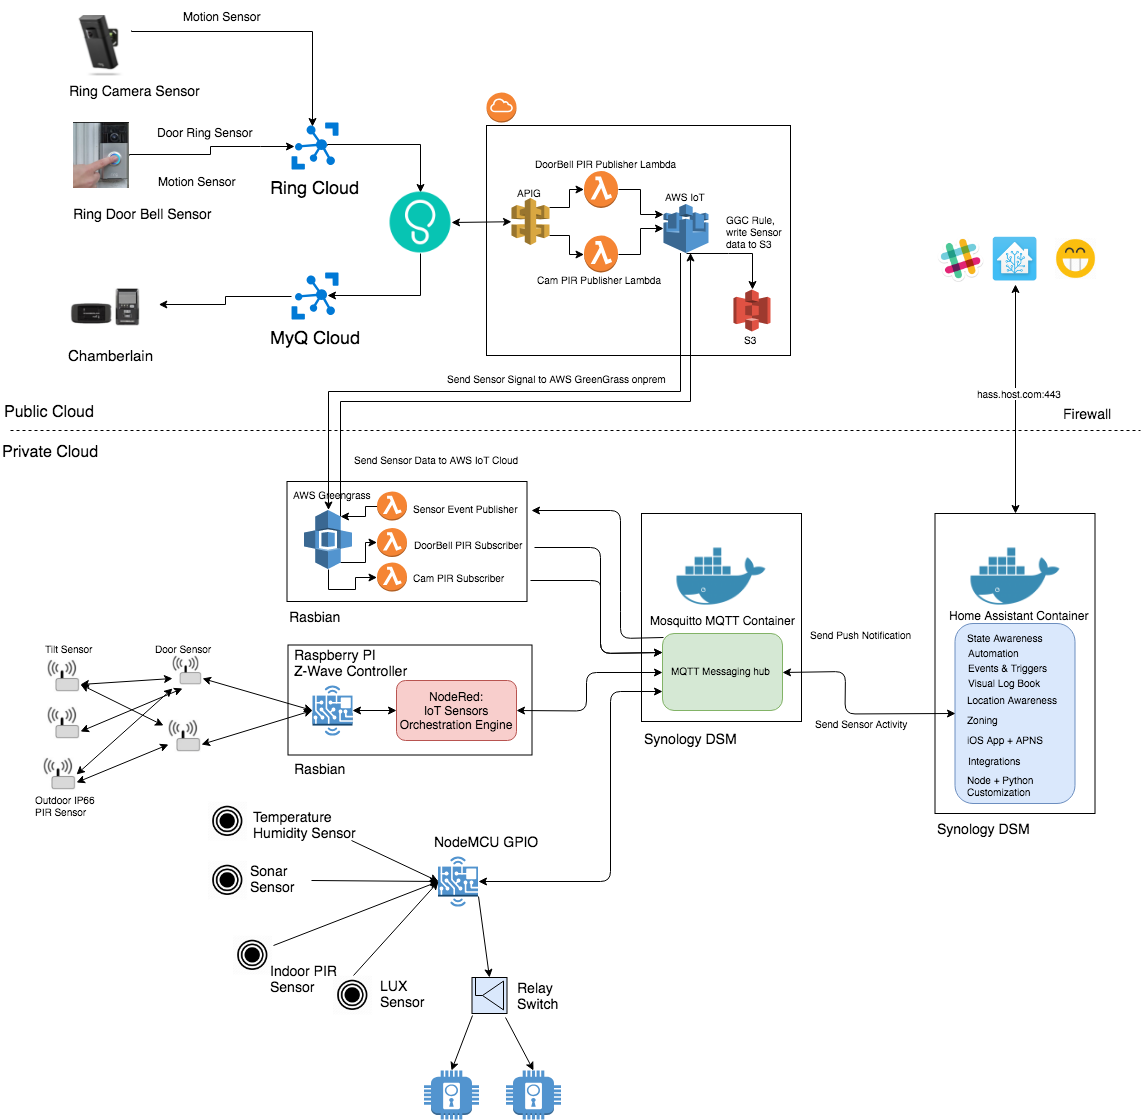 Motion Sensor
Ring Camera Sensor
Door Ring Sensor
Motion Sensor
Ring Cloud
Ring Door Bell Sensor
DoorBell PIR Publisher Lambda
APIG
AWS IoT
GGC Rule,
write Sensor
data to S3
Cam PIR Publisher Lambda
S3
MyQ Cloud
Chamberlain
Send Sensor Signal to AWS GreenGrass onprem
hass.host.com:443
Public Cloud
Firewall
Private Cloud
Send Sensor Data to AWS IoT Cloud
AWS Greengrass
Sensor Event Publisher
DoorBell PIR Subscriber
Cam PIR Subscriber
Rasbian
Mosquitto MQTT Container
MQTT Messaging hub
Synology DSM
Send Push Notification
Send Sensor Activity
Home Assistant Container
State Awareness
Automation
Events & Triggers
Visual Log Book
Location Awareness
Zoning
iOS App + APNS
Integrations
Node + Python
Customization
Synology DSM
Tilt Sensor
Door Sensor
Outdoor IP66
PIR Sensor
Raspberry PI
Z-Wave Controller
NodeRed:
IoT Sensors
Orchestration Engine
Rasbian
Temperature
Humidity Sensor
NodeMCU GPIO
Sonar
Sensor
Indoor PIR
Sensor
LUX
Sensor
Relay
Switch